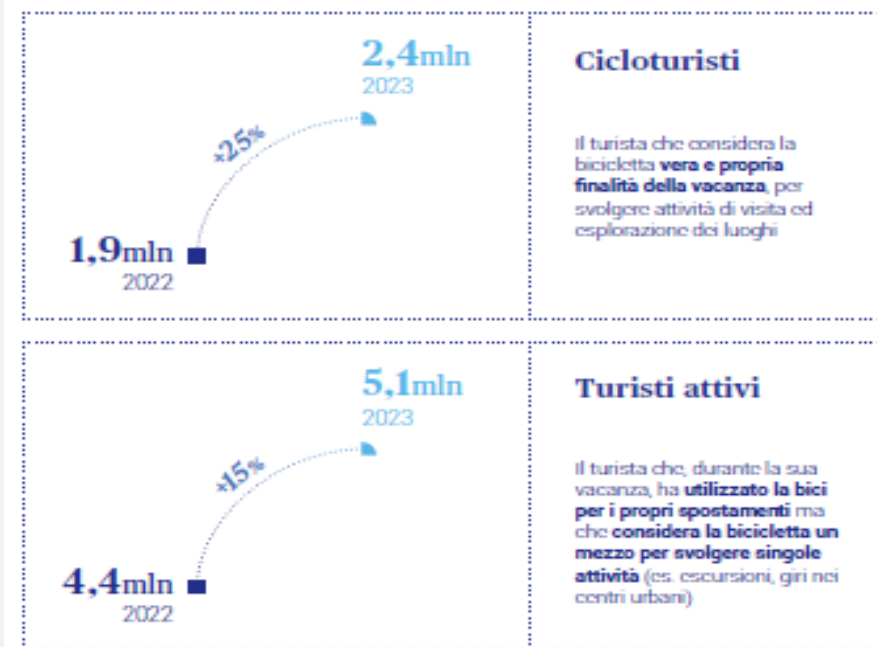 2,4mln
2023
+25%
1,9mln
2022
Cicloturisti
Il turista che considera la
bicicletta vera e propria
finalità della vacanza, per
svolgere attività di visita ed
esplorazione dei luoghi
5,1mln
2023
+15%
4,4mln
2022
Turisti attivi
Il turista che, durante la sua
vacanza, ha utilizzato la bici
per i propri spostamenti ma
che considera la bicicletta un
mezzo per svolgere singole
attività (es. escursioni, giri nei
centri urbani)